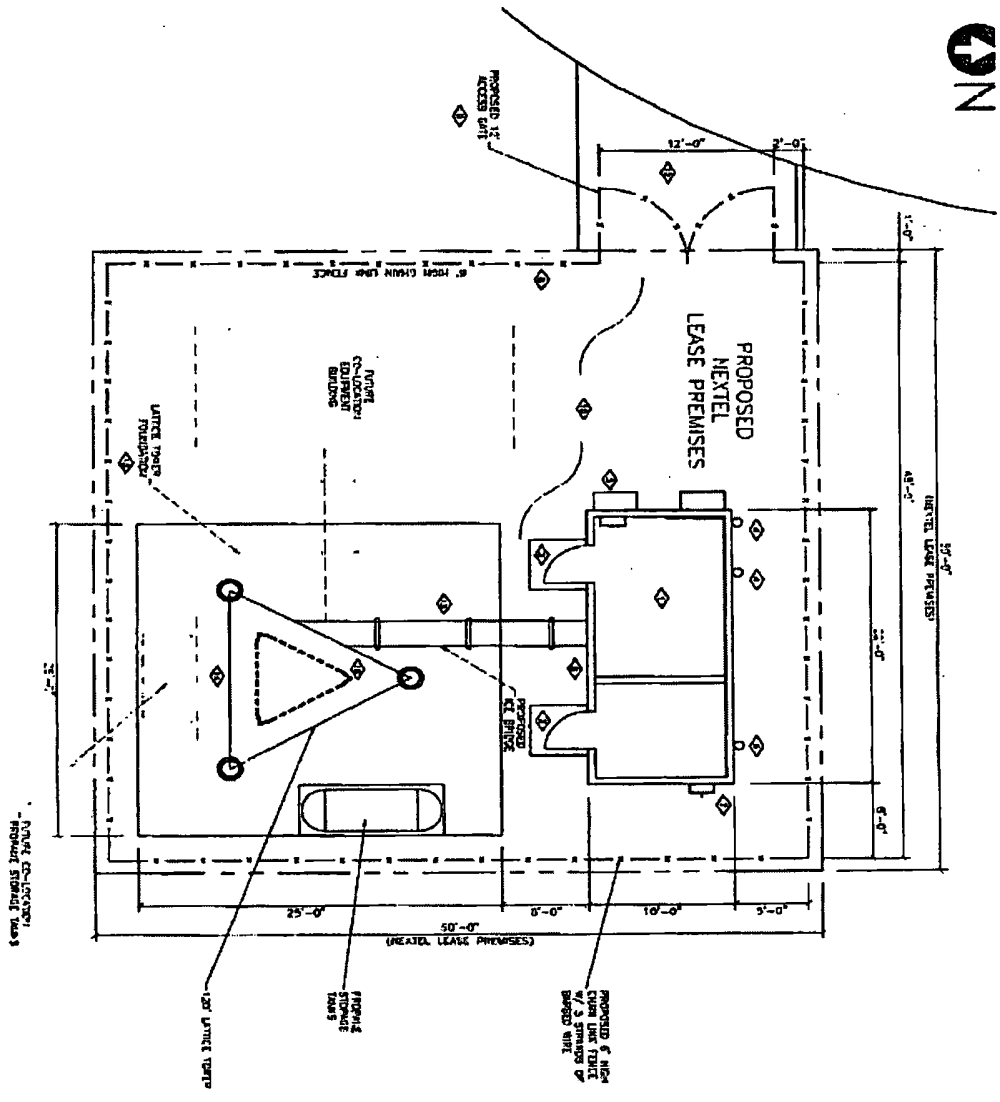 N
PROPOSED 12'
ACCESS GATE
12'-0"
2'-0"
1'-0"
6' HIGH CHAIN LINK FENCE
PROPOSED
NEXTEL
LEASE PREMISES
FUTURE
CO-LOCATION
EQUIPMENT
BUILDING
LATTICE TOWER
FOUNDATION
48'-0"
(NEXTEL LEASE PREMISES)
6'-0"
PROPOSED
ICE BRIDGE
25'-0"
8'-0"
10'-0"
5'-0"
50'-0"
(NEXTEL LEASE PREMISES)
FUTURE CO-LOCATION
PROPANE STORAGE TANKS
120' LATTICE TOWER
PROPANE
STORAGE
TANKS
PROPOSED 6' HIGH
CHAIN LINK FENCE
W/ 3 STRANDS OF
BARBED WIRE